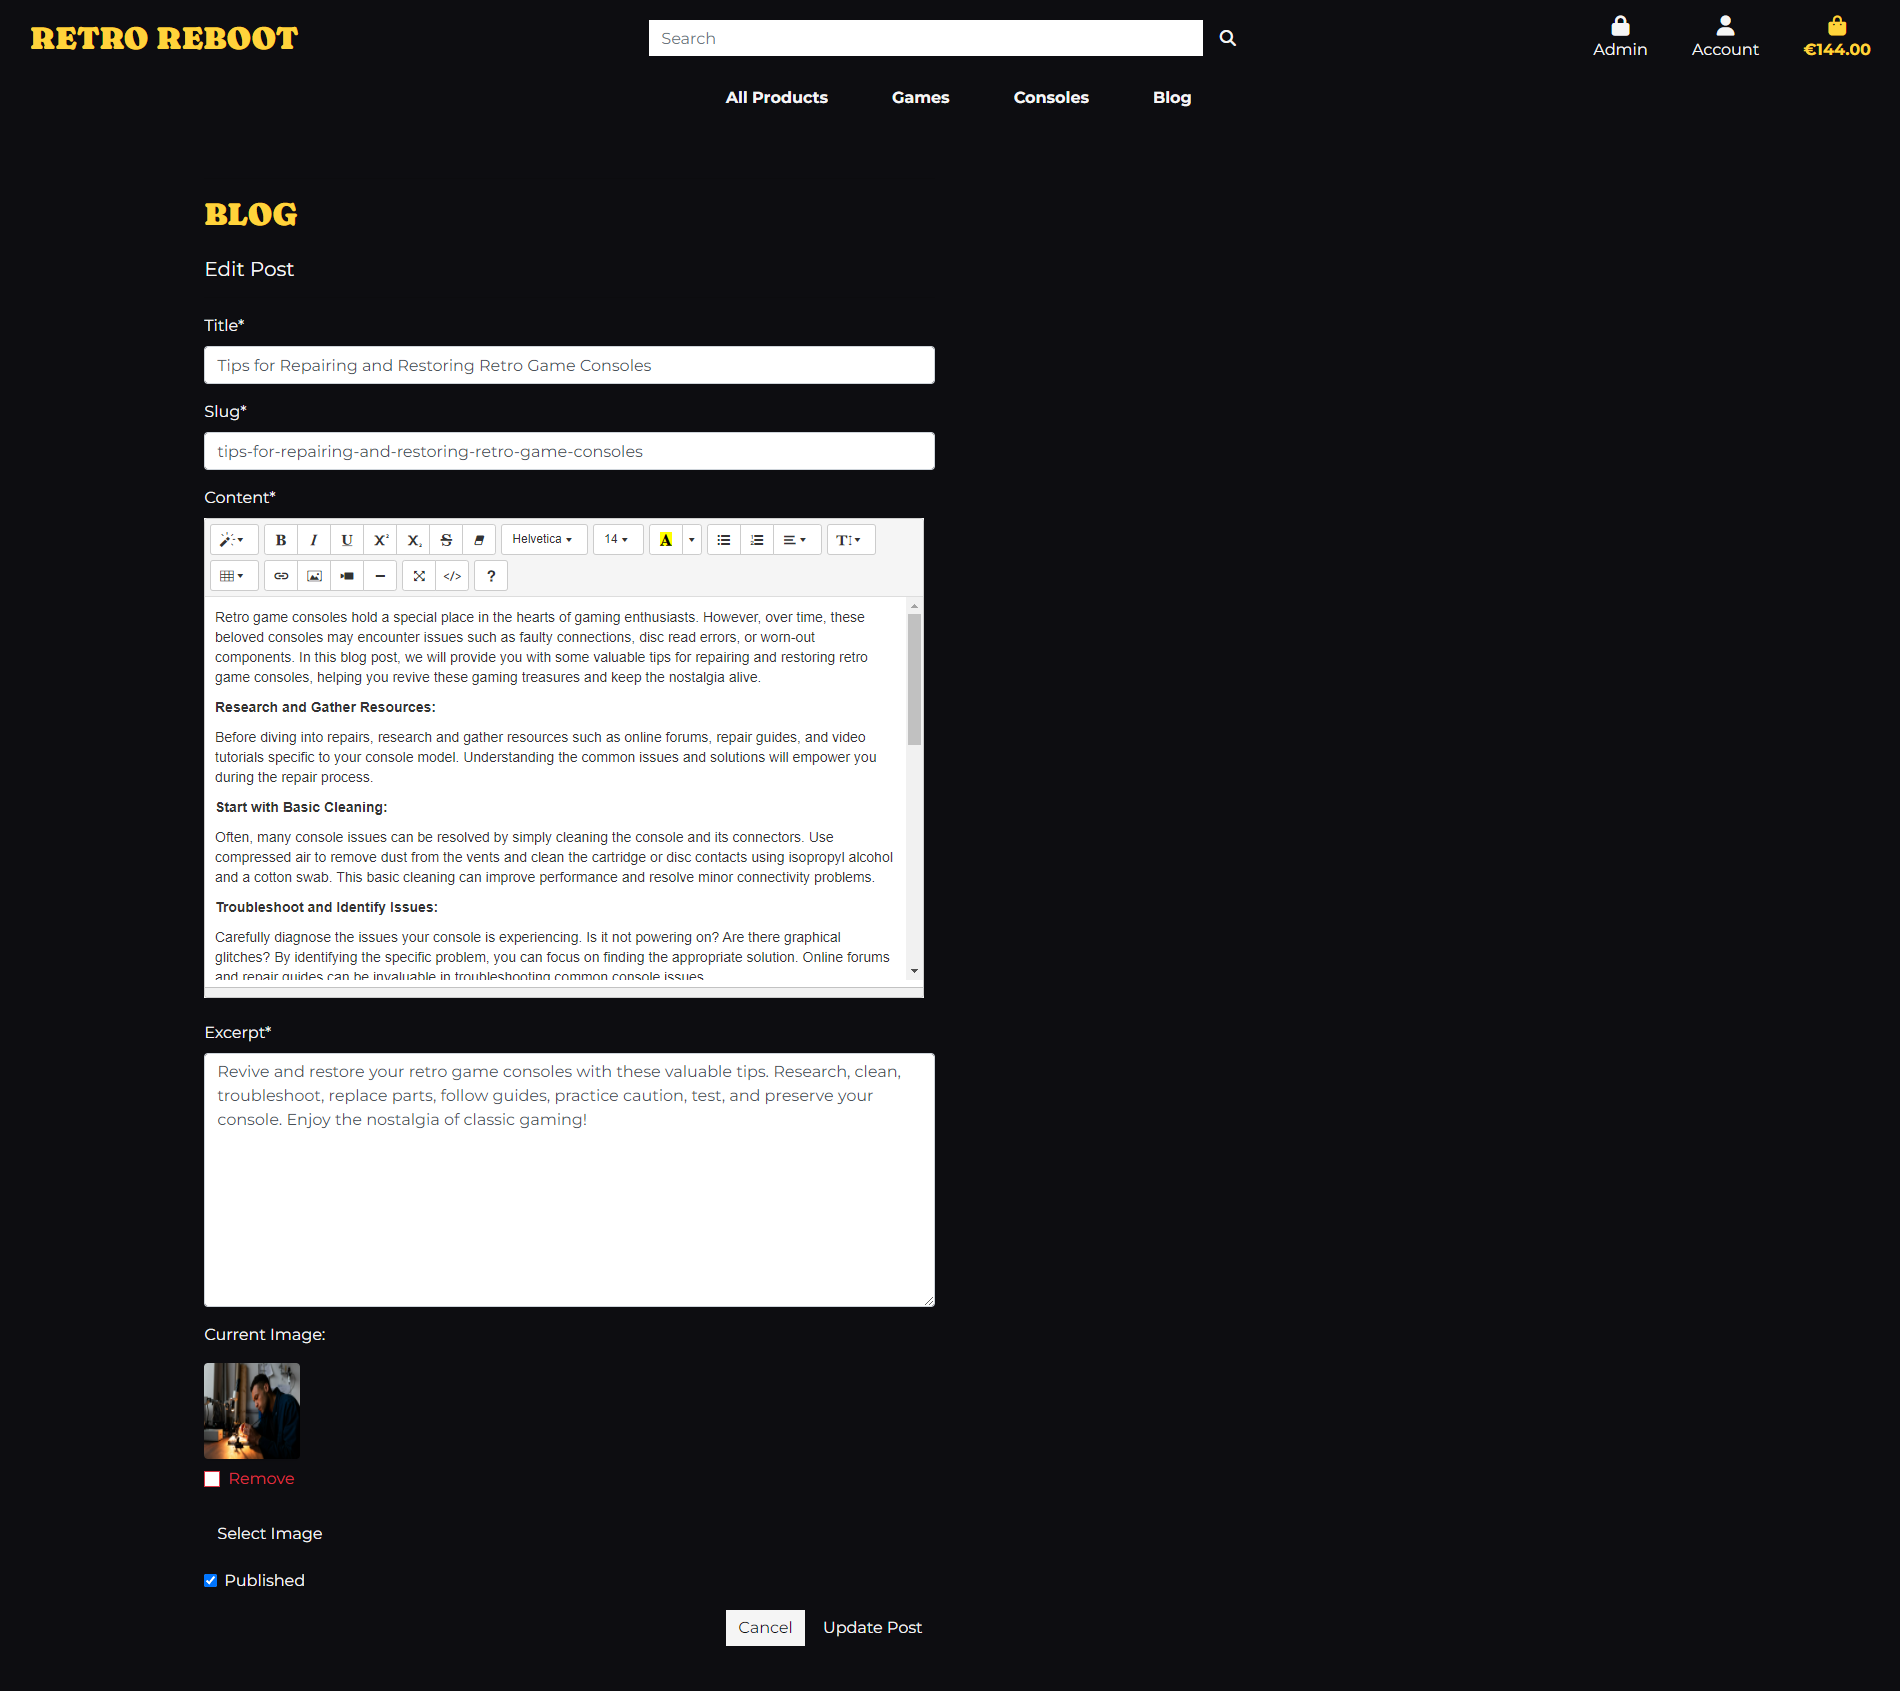 RETRO REBOOT
Search
Admin
Account
€144.00
All Products
Games
Consoles
Blog
BLOG
Edit Post
Title*
Tips for Repairing and Restoring Retro Game Consoles
Slug*
tips-for-repairing-and-restoring-retro-game-consoles
Content*
B I U X² X₂ S Helvetica 14 A T
</> ?
Retro game consoles hold a special place in the hearts of gaming enthusiasts. However, over time, these
beloved consoles may encounter issues such as faulty connections, disc read errors, or worn-out
components. In this blog post, we will provide you with some valuable tips for repairing and restoring retro
game consoles, helping you revive these gaming treasures and keep the nostalgia alive.
Research and Gather Resources:
Before diving into repairs, research and gather resources such as online forums, repair guides, and video
tutorials specific to your console model. Understanding the common issues and solutions will empower you
during the repair process.
Start with Basic Cleaning:
Often, many console issues can be resolved by simply cleaning the console and its connectors. Use
compressed air to remove dust from the vents and clean the cartridge or disc contacts using isopropyl alcohol
and a cotton swab. This basic cleaning can improve performance and resolve minor connectivity problems.
Troubleshoot and Identify Issues:
Carefully diagnose the issues your console is experiencing. Is it not powering on? Are there graphical
glitches? By identifying the specific problem, you can focus on finding the appropriate solution. Online forums
and repair guides can be invaluable in troubleshooting common console issues.
Excerpt*
Revive and restore your retro game consoles with these valuable tips. Research, clean,
troubleshoot, replace parts, follow guides, practice caution, test, and preserve your
console. Enjoy the nostalgia of classic gaming!
Current Image:
Remove
Select Image
Published
Cancel
Update Post